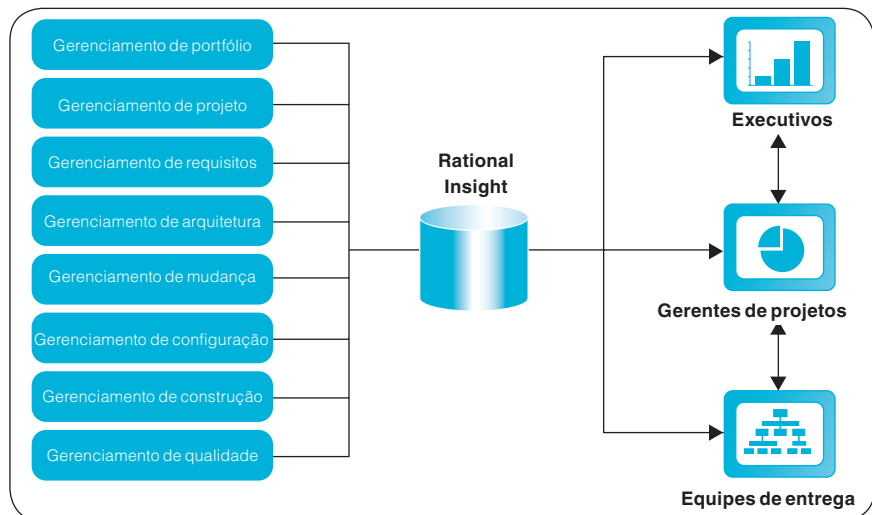 Gerenciamento de portfólio
Gerenciamento de projeto
Gerenciamento de requisitos
Gerenciamento de arquitetura
Gerenciamento de mudança
Gerenciamento de configuração
Gerenciamento de construção
Gerenciamento de qualidade
Rational
Insight
Executivos
Gerentes de projetos
Equipes de entrega